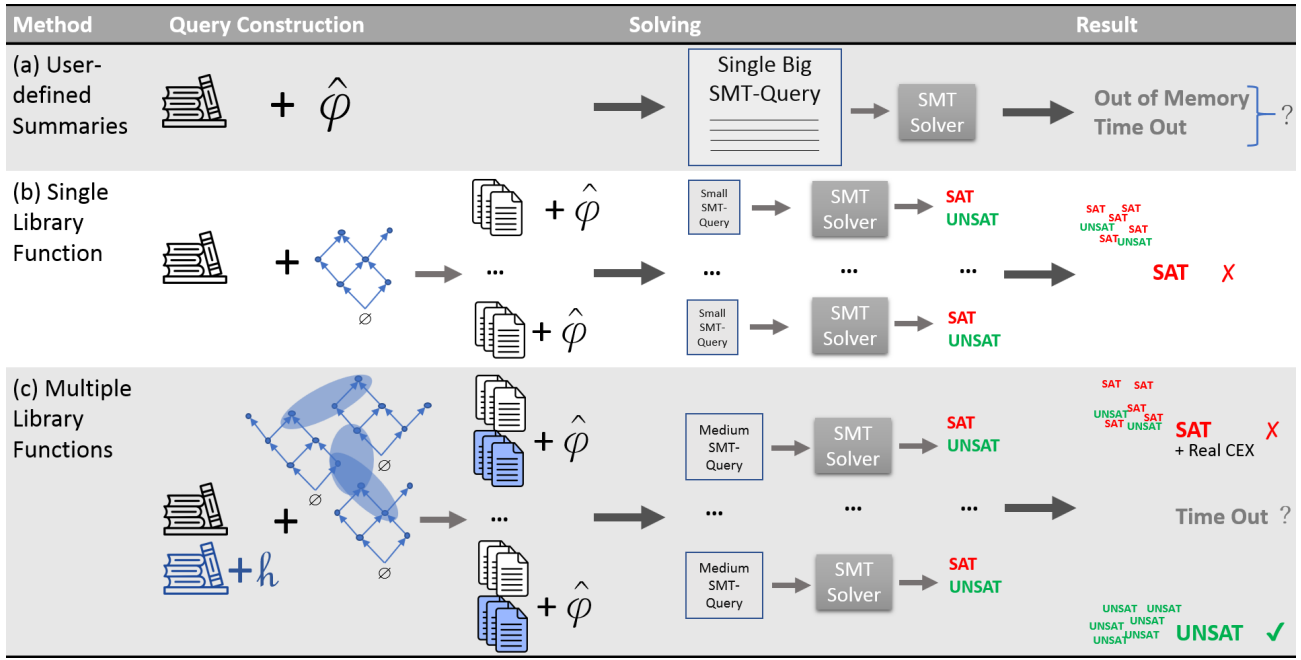 Method Query Construction Solving Result
(a) User-
defined
Summaries
+ φ̂
Single Big
SMT-Query
SMT
Solver
Out of Memory
Time Out
?
(b) Single
Library
Function
+
∅
+ φ̂
...
+ φ̂
Small
SMT-
Query
...
Small
SMT-
Query
SMT
Solver
...
SMT
Solver
SAT
UNSAT
...
SAT
UNSAT
SAT SAT
SAT
UNSAT SAT
SAT UNSAT
SAT ✗
(c) Multiple
Library
Functions
+
+h
∅
∅
∅
+ φ̂
...
+ φ̂
Medium
SMT-
Query
...
Medium
SMT-
Query
SMT
Solver
...
SMT
Solver
SAT
UNSAT
...
SAT
UNSAT
SAT SAT
UNSAT SAT
SAT SAT
UNSAT
SAT ✗
+ Real CEX
Time Out ?
UNSAT UNSAT
UNSAT UNSAT
UNSAT UNSAT
UNSAT ✓